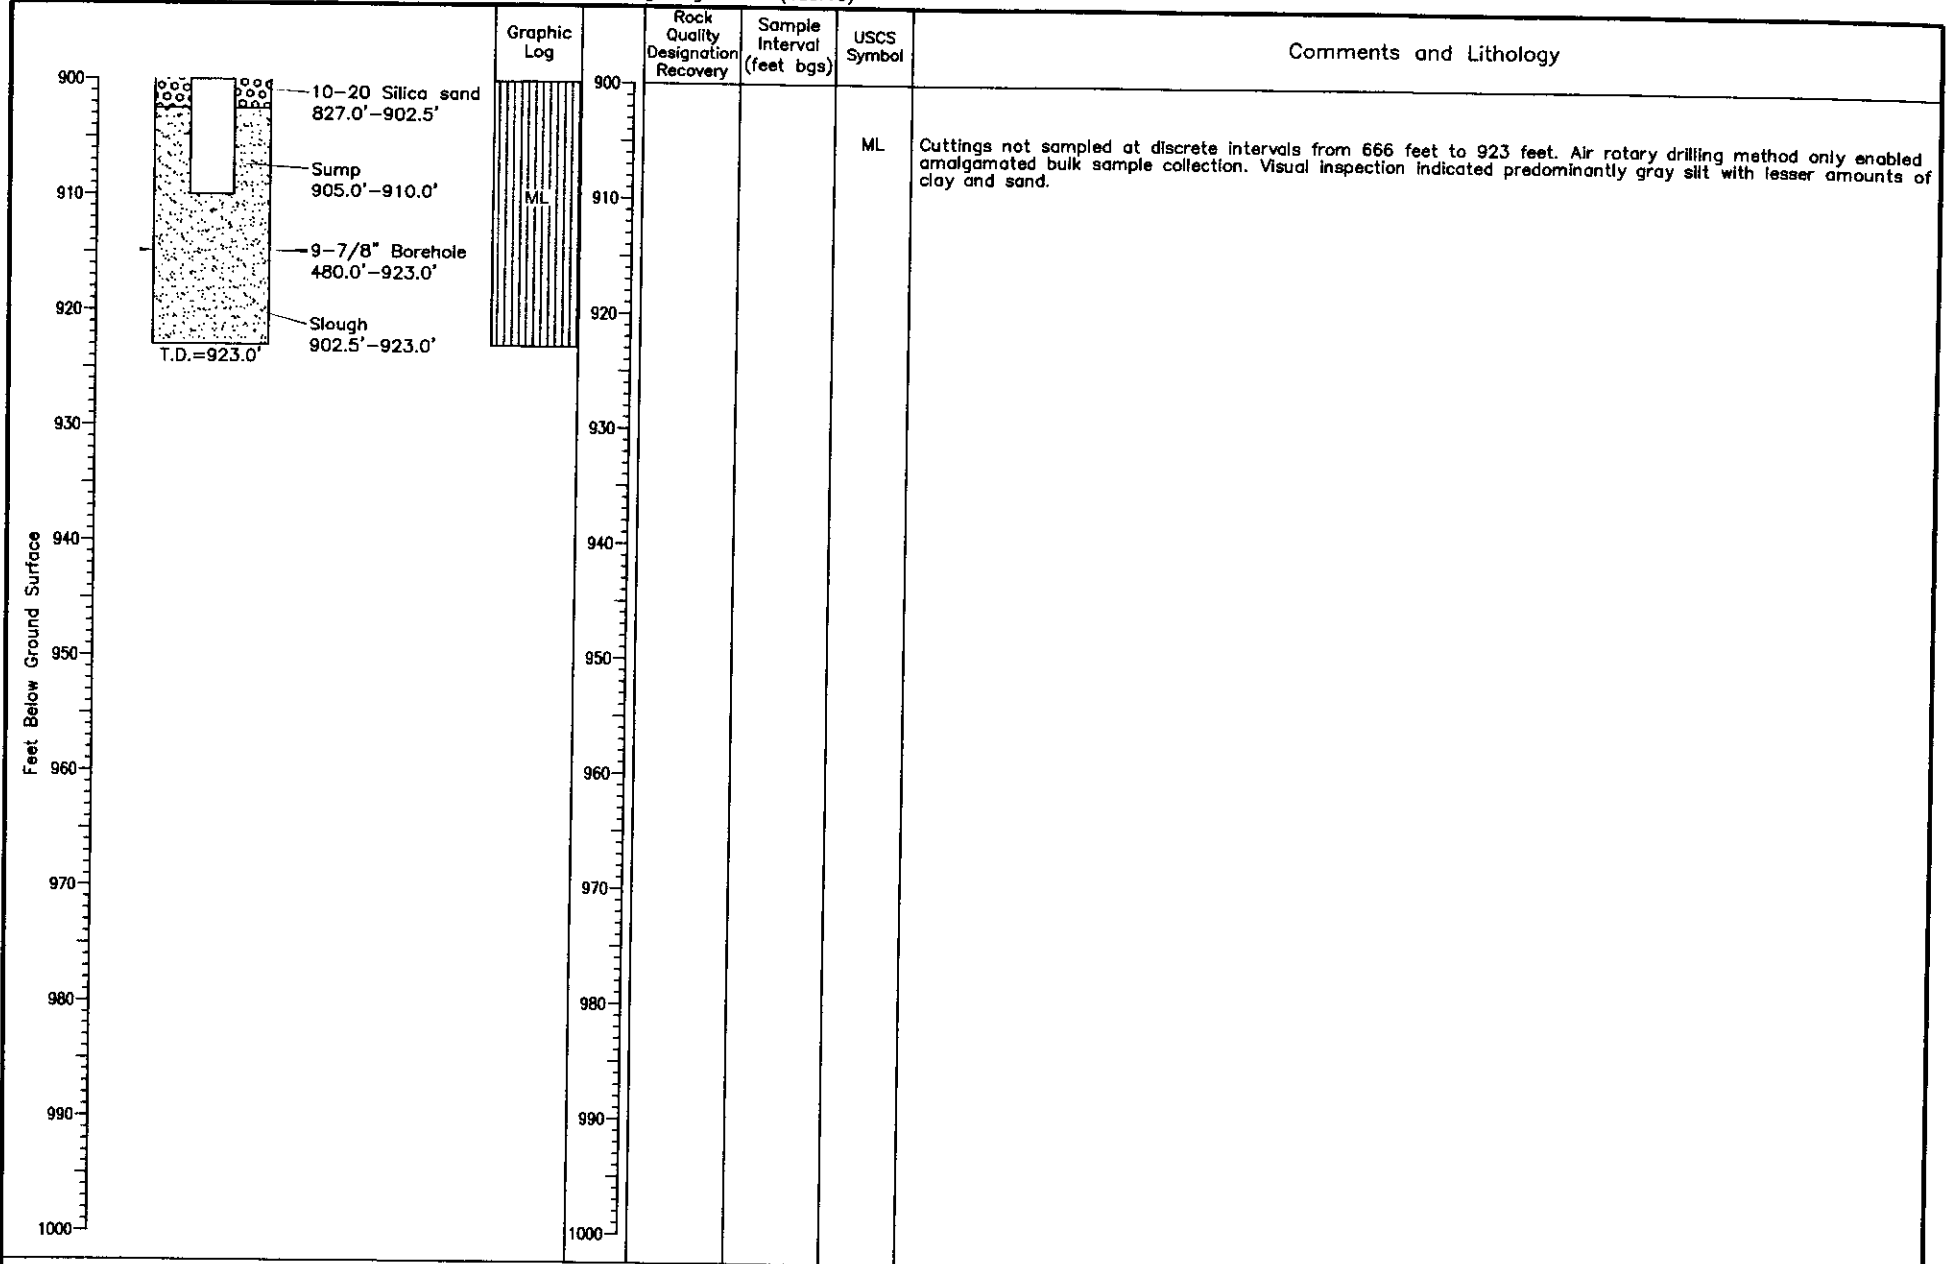 Graphic
Log
Rock
Quality
Designation
Recovery
Sample
Interval
(feet bgs)
USCS
Symbol
Comments and Lithology
900
910
920
930
940
950
960
970
980
990
1000
Feet Below Ground Surface
10-20 Silica sand
827.0'-902.5'
Sump
905.0'-910.0'
9-7/8" Borehole
480.0'-923.0'
Slough
902.5'-923.0'
T.D.=923.0'
ML
900
910
920
930
940
950
960
970
980
990
1000
ML
Cuttings not sampled at discrete intervals from 666 feet to 923 feet. Air rotary drilling method only enabled
amalgamated bulk sample collection. Visual inspection indicated predominantly gray silt with lesser amounts of
clay and sand.